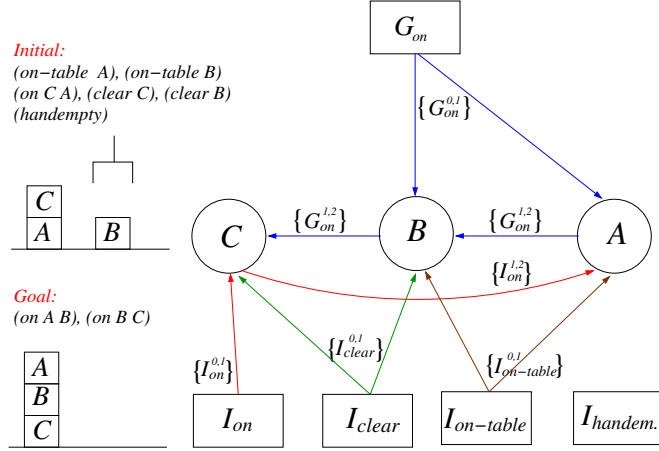 Initial:
(on−table A), (on−table B)
(on C A), (clear C), (clear B)
(handempty)
C
A
B
Goal:
(on A B), (on B C)
A
B
C
G_on
{G_on^0,1}
{G_on^1,2}
{G_on^1,2}
C
B
A
{I_on^1,2}
{I_on^0,1}
{I_clear^0,1}
{I_on−table^0,1}
I_on
I_clear
I_on−table
I_handem.